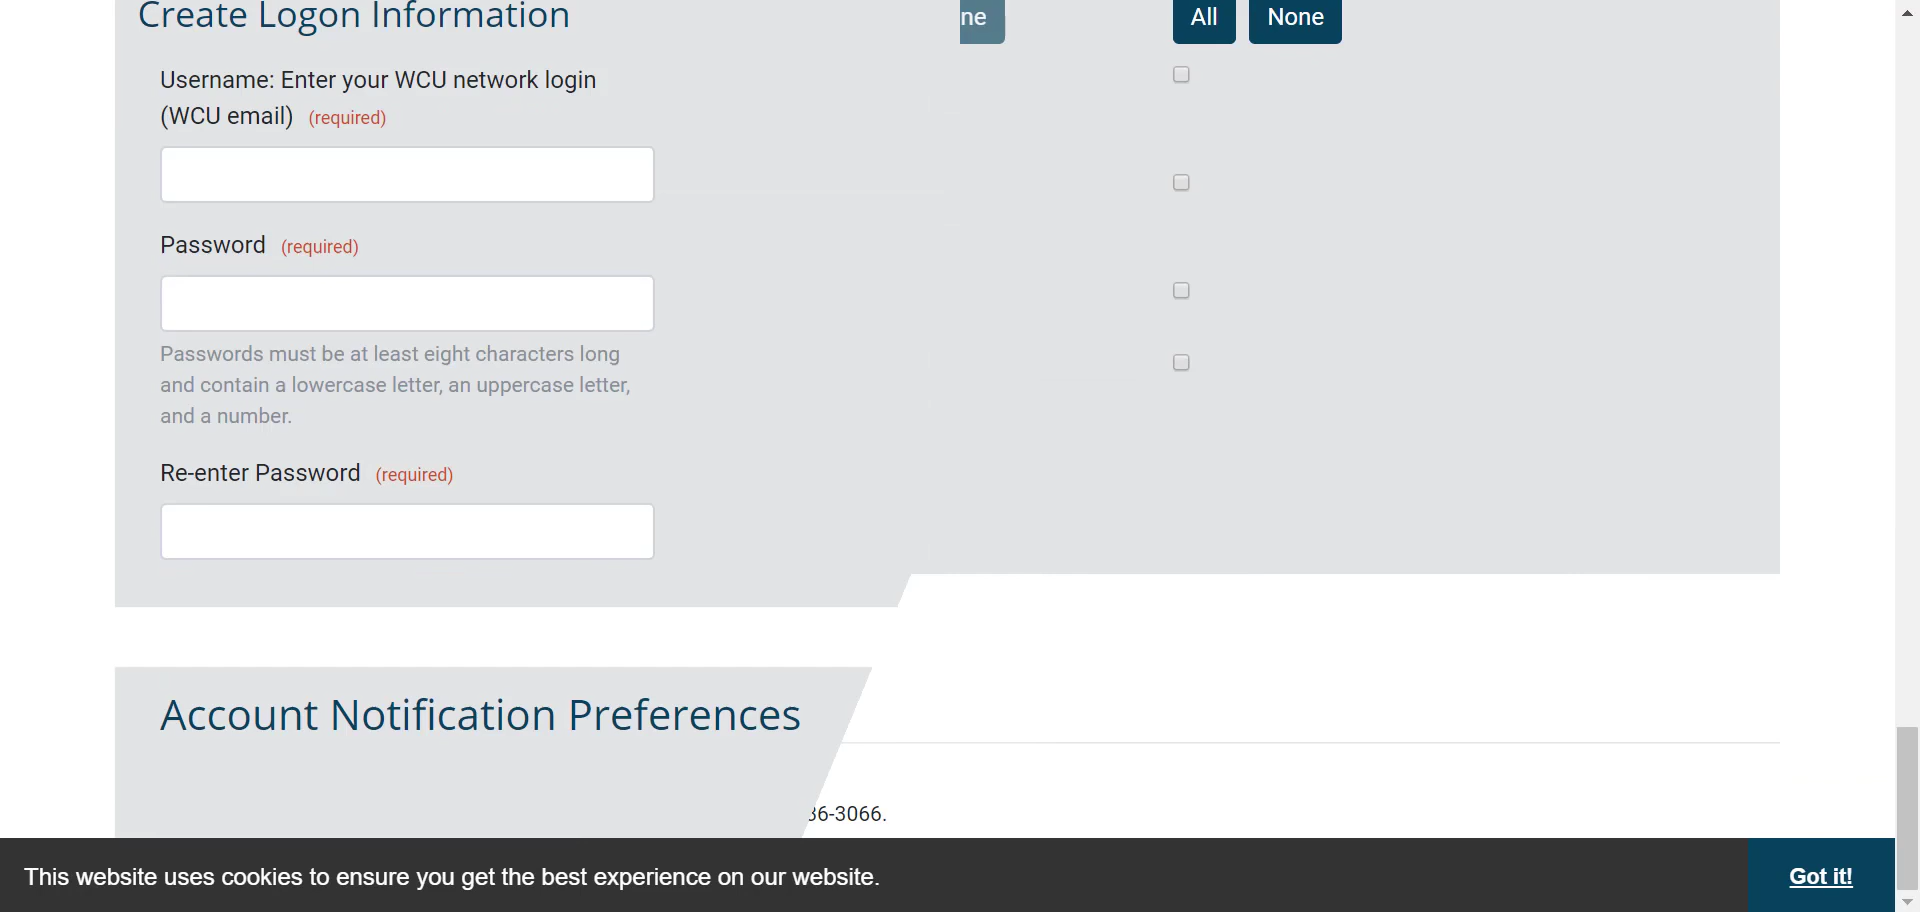 Create Logon Information
ne
All
None
Username: Enter your WCU network login
(WCU email) (required)
Password (required)
Passwords must be at least eight characters long
and contain a lowercase letter, an uppercase letter,
and a number.
Re-enter Password (required)
Account Notification Preferences
36-3066.
This website uses cookies to ensure you get the best experience on our website.
Got it!